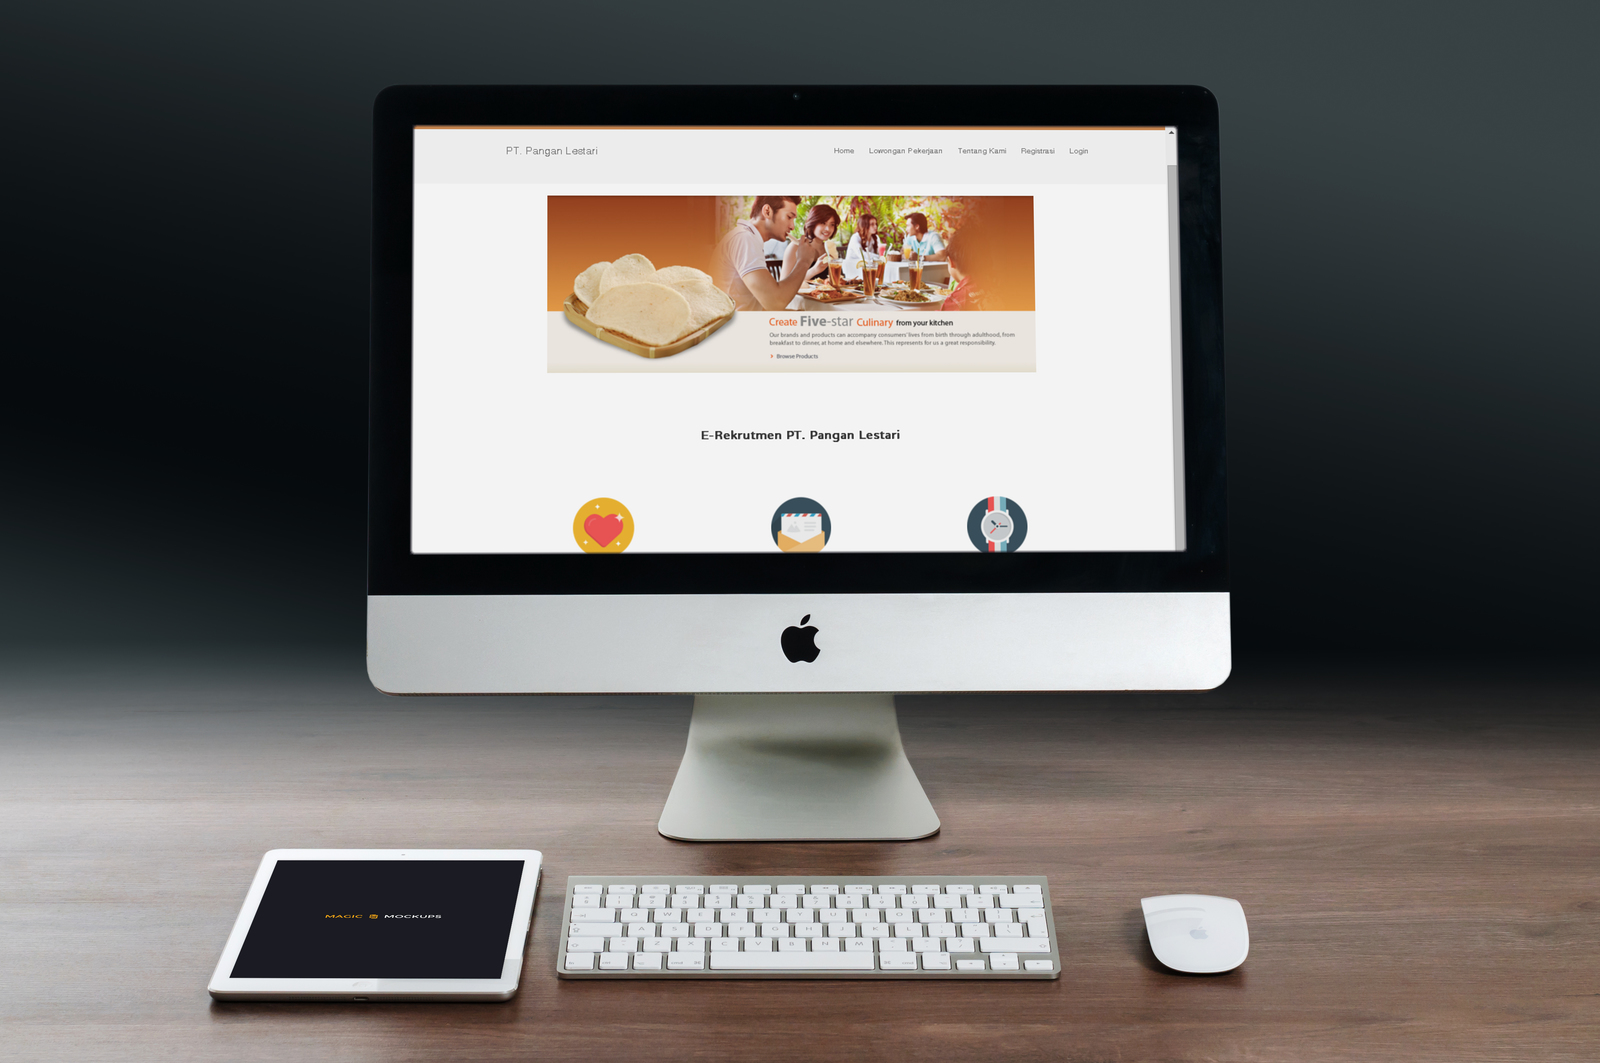 PT. Pangan Lestari
Home Lowongan Pekerjaan Tentang Kami Registrasi Login
Create Five-star Culinary from your kitchen
Our brands and products can accompany consumers' lives from birth through adulthood, from
breakfast to dinner, at home and elsewhere. This represents for us a great responsibility.
Browse Products
E-Rekrutmen PT. Pangan Lestari
MAGIC MOCKUPS
Q W E R T Y U I O P
A S D F G H J K L
Z X C V B N M